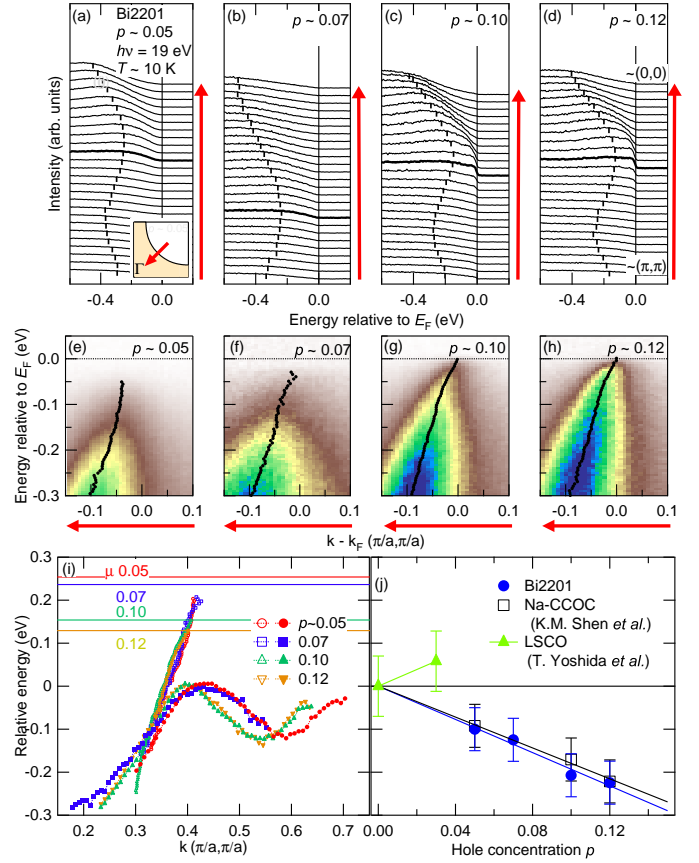 (a) Bi2201
p ~ 0.05
hν = 19 eV
T ~ 10 K
Γ
(b) p ~ 0.07
(c) p ~ 0.10
(d) p ~ 0.12
~(0,0)
~(π,π)
Intensity (arb. units)
-0.4 0.0 -0.4 0.0 -0.4 0.0 -0.4 0.0
Energy relative to EF (eV)
(e) p ~ 0.05
(f) p ~ 0.07
(g) p ~ 0.10
(h) p ~ 0.12
Energy relative to EF (eV)
0.0
-0.1
-0.2
-0.3
-0.1 0.0 0.1 -0.1 0.0 0.1 -0.1 0.0 0.1 -0.1 0.0 0.1
k - kF (π/a,π/a)
(i)
μ 0.05
0.07
0.10
0.12
p~0.05
0.07
0.10
0.12
Relative energy (eV)
0.3
0.2
0.1
0
-0.1
-0.2
-0.3
0.2 0.3 0.4 0.5 0.6 0.7
k (π/a,π/a)
(j)
Bi2201
Na-CCOC
(K.M. Shen et al.)
LSCO
(T. Yoshida et al.)
0.00 0.04 0.08 0.12
Hole concentration p